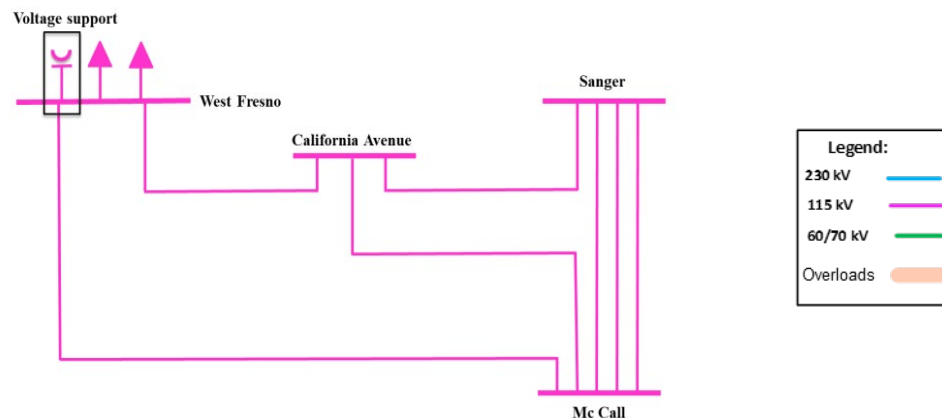 Voltage support
West Fresno
Sanger
California Avenue
Mc Call
Legend:
230 kV
115 kV
60/70 kV
Overloads